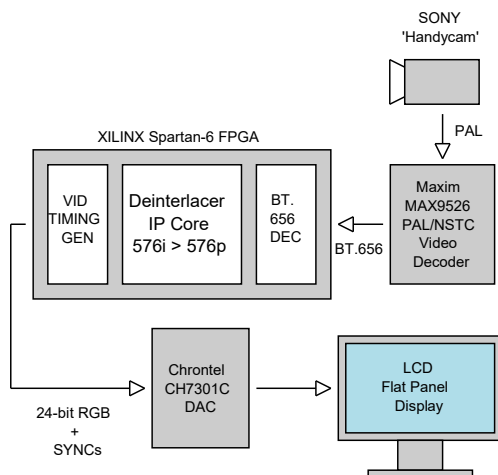 SONY
'Handycam'
PAL
XILINX Spartan-6 FPGA
VID
TIMING
GEN
Deinterlacer
IP Core
576i > 576p
BT.
656
DEC
BT.656
Maxim
MAX9526
PAL/NSTC
Video
Decoder
Chrontel
CH7301C
DAC
LCD
Flat Panel
Display
24-bit RGB
+
SYNCs